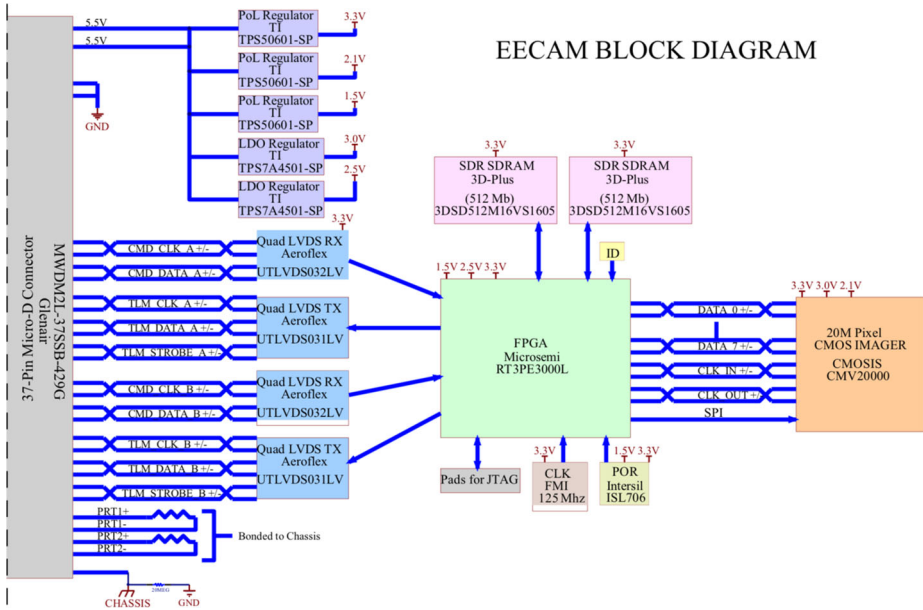 EECAM BLOCK DIAGRAM
5.5V
5.5V
GND
PoL Regulator
TI
TPS50601-SP
3.3V
PoL Regulator
TI
TPS50601-SP
2.1V
PoL Regulator
TI
TPS50601-SP
1.5V
LDO Regulator
TI
TPS7A4501-SP
3.0V
LDO Regulator
TI
TPS7A4501-SP
2.5V
37-Pin Micro-D Connector
Glenair
MWDM2L-37SSB-429G
CMD_CLK_A +/-
CMD_DATA_A +/-
3.3V
Quad LVDS RX
Aeroflex
UTLVDS032LV
TLM_CLK_A +/-
TLM_DATA_A +/-
TLM_STROBE_A +/-
Quad LVDS TX
Aeroflex
UTLVDS031LV
CMD_CLK_B +/-
CMD_DATA_B +/-
Quad LVDS RX
Aeroflex
UTLVDS032LV
TLM_CLK_B +/-
TLM_DATA_B +/-
TLM_STROBE_B +/-
Quad LVDS TX
Aeroflex
UTLVDS031LV
PRT1+
PRT1-
PRT2+
PRT2-
Bonded to Chassis
CHASSIS
20MEG
GND
3.3V
SDR SDRAM
3D-Plus
(512 Mb)
3DSD512M16VS1605
3.3V
SDR SDRAM
3D-Plus
(512 Mb)
3DSD512M16VS1605
ID
1.5V 2.5V 3.3V
FPGA
Microsemi
RT3PE3000L
Pads for JTAG
3.3V
CLK
FMI
125 Mhz
1.5V 3.3V
POR
Intersil
ISL706
DATA_0 +/-
DATA_7 +/-
CLK_IN +/-
CLK_OUT +/-
SPI
3.3V 3.0V 2.1V
20M Pixel
CMOS IMAGER
CMOSIS
CMV20000